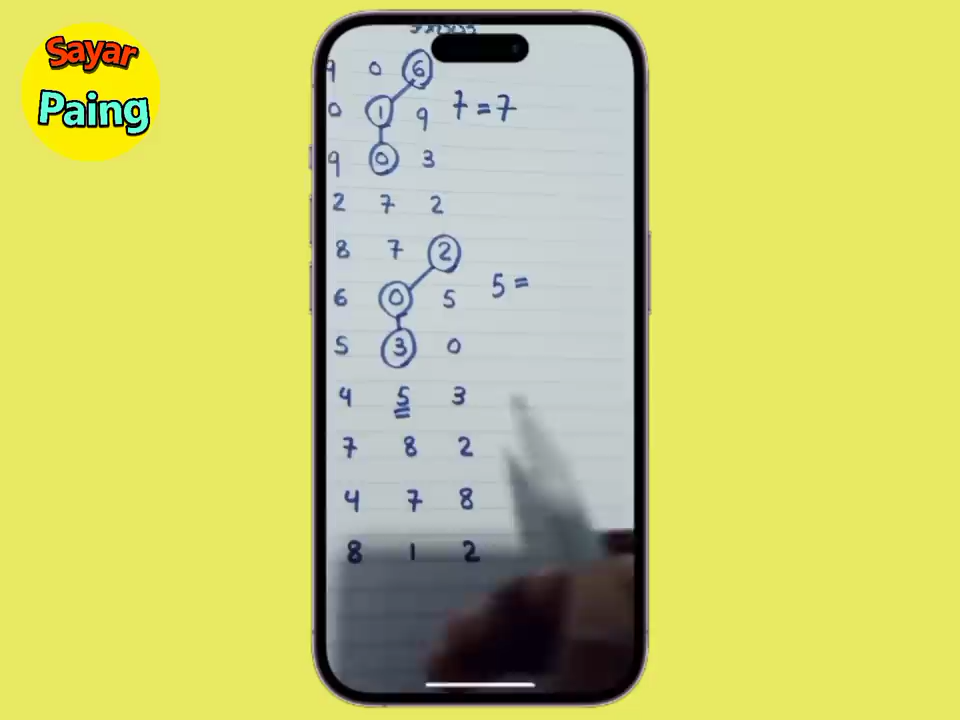 Sayar
Paing
9 0 6
0 1 9 7 = 7
9 0 3
2 7 2
8 7 2
6 0 5 5 =
5 3 0
4 5 3
7 8 2
4 7 8
8 1 2